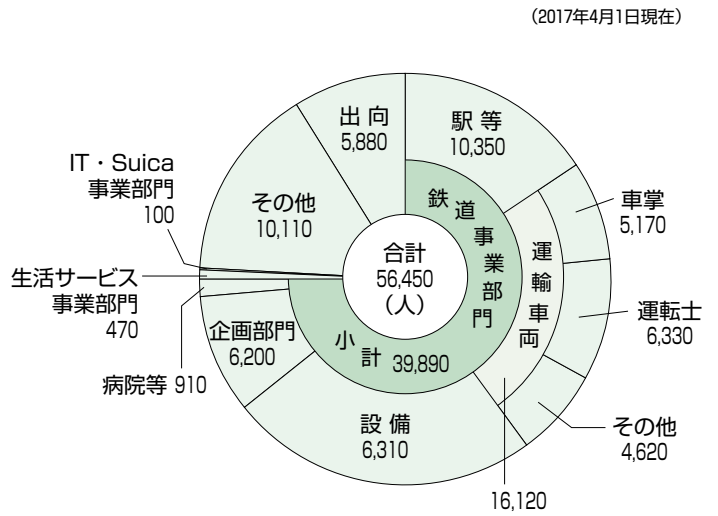 （2017年4月1日現在）
出向
5,880
駅等
10,350
IT・Suica
事業部門
100
その他
10,110
車掌
5,170
鉄道事業部門
運輸車両
合計
56,450
（人）
生活サービス
事業部門
470
運転士
6,330
企画部門
6,200
小計 39,890
病院等 910
設備
6,310
その他
4,620
16,120